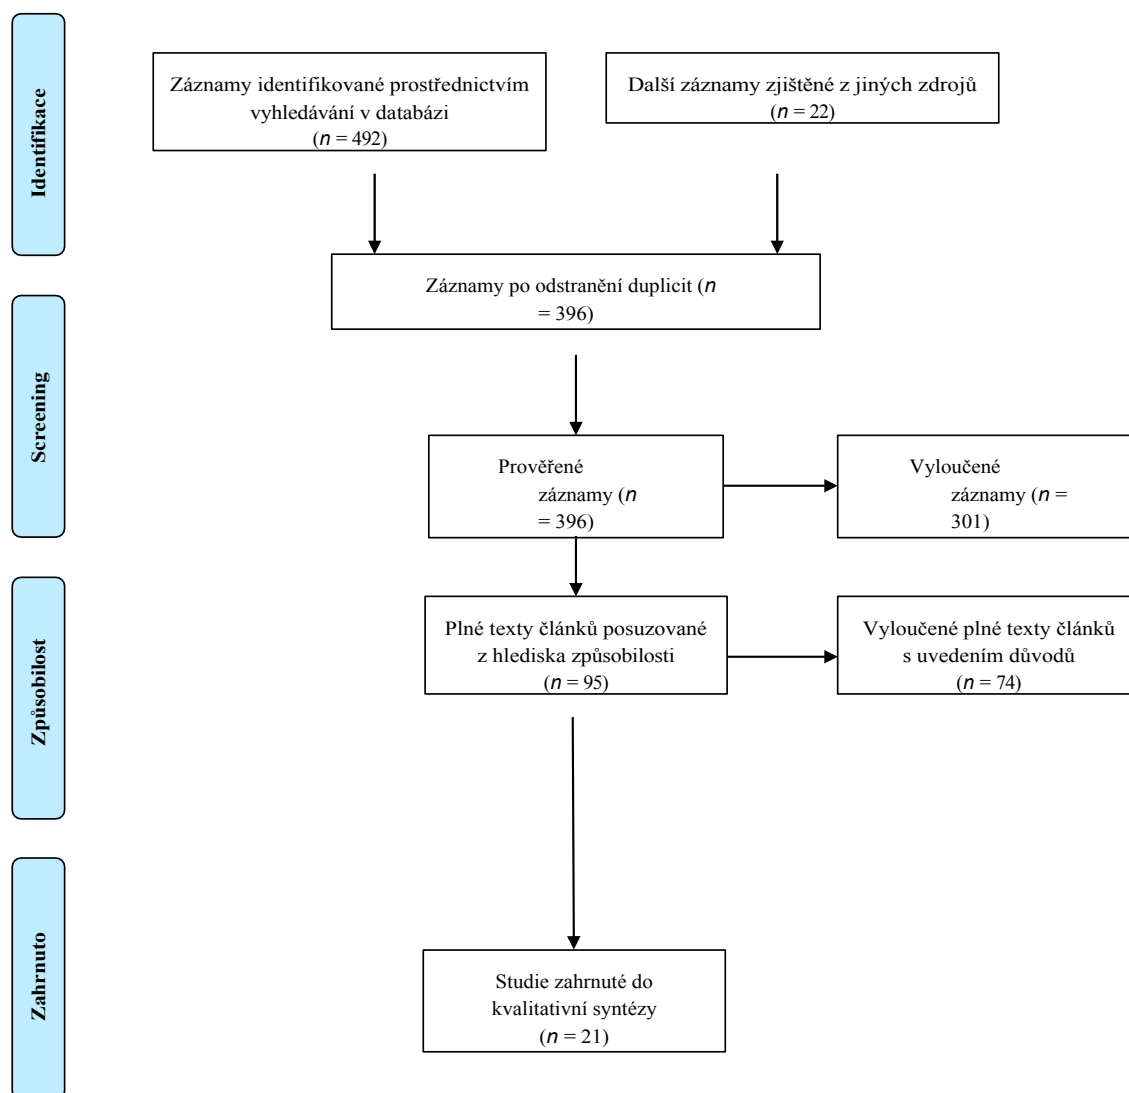 Identifikace
Záznamy identifikované prostřednictvím
vyhledávání v databázi
(n = 492)
Další záznamy zjištěné z jiných zdrojů
(n = 22)
Záznamy po odstranění duplicit (n
= 396)
Screening
Prověřené
záznamy (n
= 396)
Vyloučené
záznamy (n =
301)
Způsobilost
Plné texty článků posuzované
z hlediska způsobilosti
(n = 95)
Vyloučené plné texty článků
s uvedením důvodů
(n = 74)
Zahrnuto
Studie zahrnuté do
kvalitativní syntézy
(n = 21)